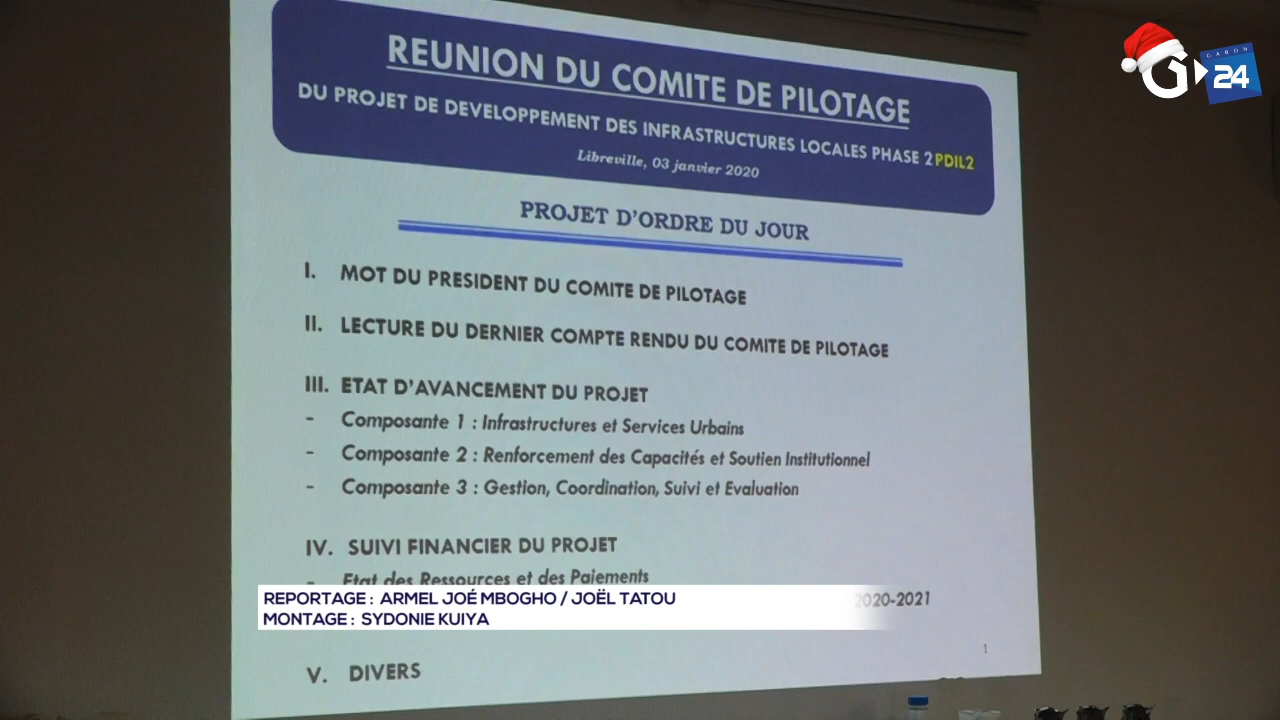 REUNION DU COMITE DE PILOTAGE
DU PROJET DE DEVELOPPEMENT DES INFRASTRUCTURES LOCALES PHASE 2 PDIL2
Libreville, 03 janvier 2020
GABON
G 24
PROJET D'ORDRE DU JOUR
I. MOT DU PRESIDENT DU COMITE DE PILOTAGE
II. LECTURE DU DERNIER COMPTE RENDU DU COMITE DE PILOTAGE
III. ETAT D'AVANCEMENT DU PROJET
- Composante 1 : Infrastructures et Services Urbains
- Composante 2 : Renforcement des Capacités et Soutien Institutionnel
- Composante 3 : Gestion, Coordination, Suivi et Evaluation
IV. SUIVI FINANCIER DU PROJET
- Etat des Ressources et des Paiements
2020-2021
REPORTAGE : ARMEL JOÉ MBOGHO / JOËL TATOU
MONTAGE : SYDONIE KUIYA
1
V. DIVERS